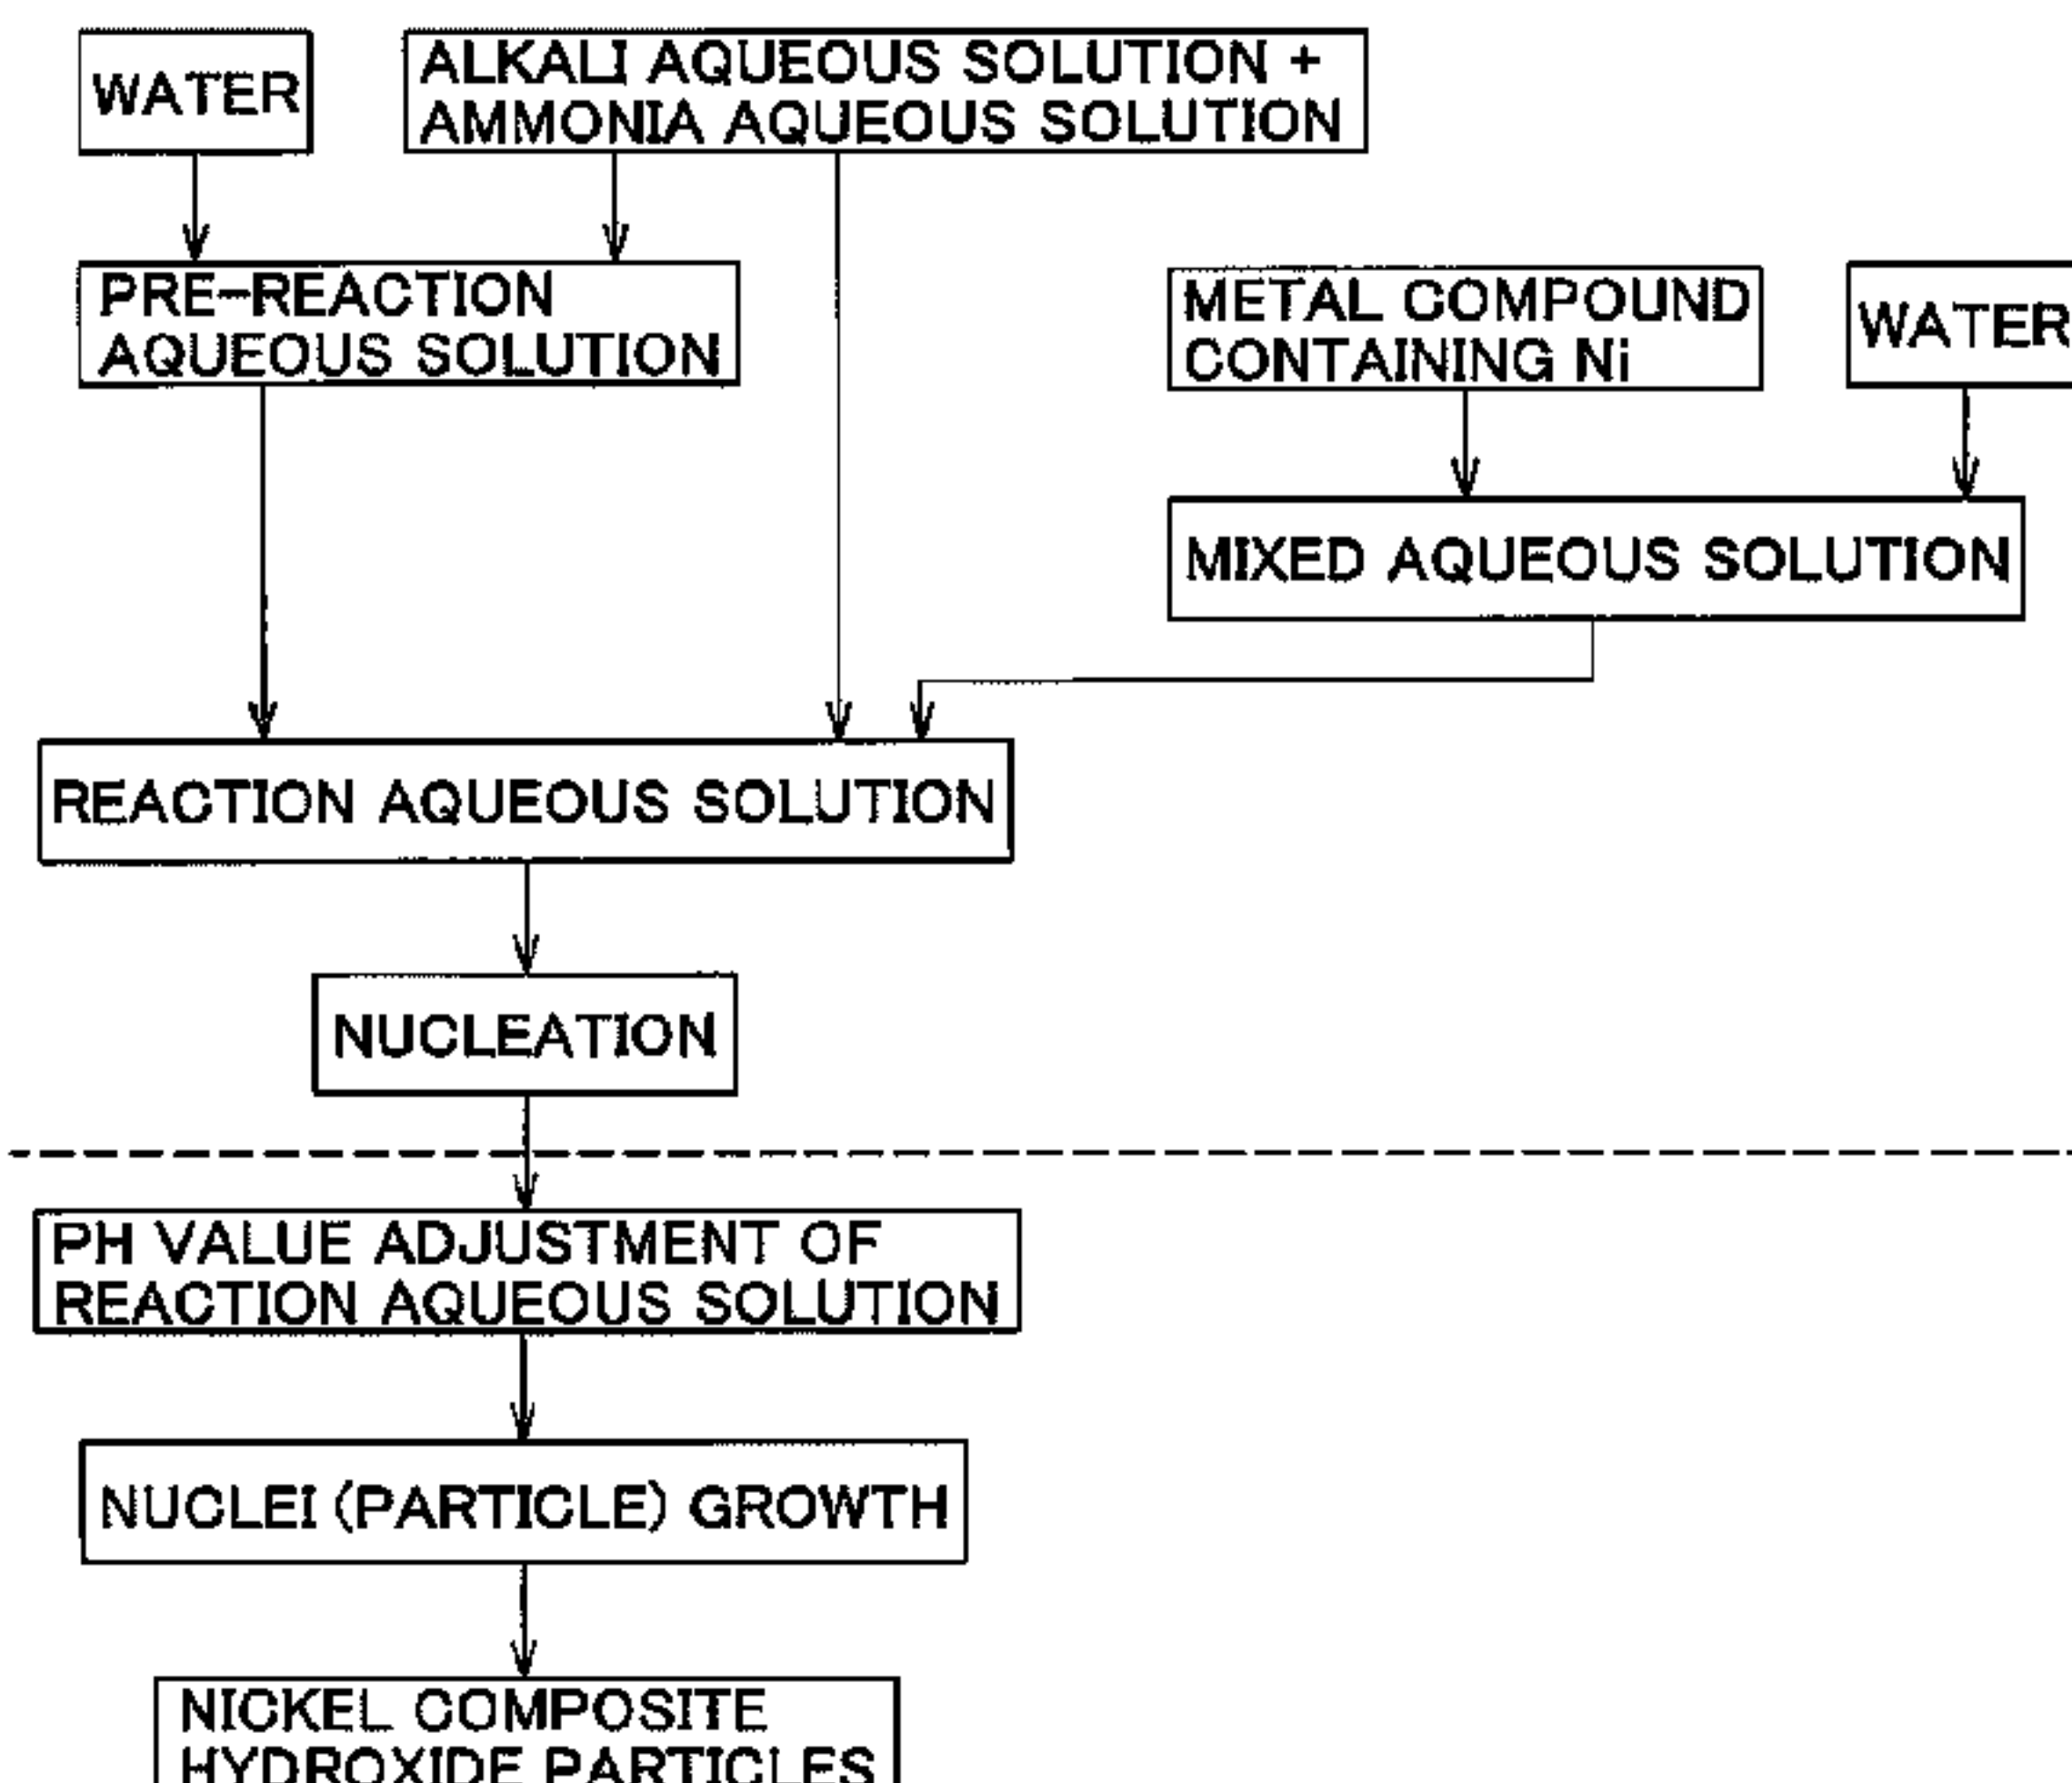 WATER
ALKALI AQUEOUS SOLUTION +
AMMONIA AQUEOUS SOLUTION
PRE-REACTION
AQUEOUS SOLUTION
METAL COMPOUND
CONTAINING Ni
WATER
MIXED AQUEOUS SOLUTION
REACTION AQUEOUS SOLUTION
NUCLEATION
PH VALUE ADJUSTMENT OF
REACTION AQUEOUS SOLUTION
NUCLEI (PARTICLE) GROWTH
NICKEL COMPOSITE
HYDROXIDE PARTICLES